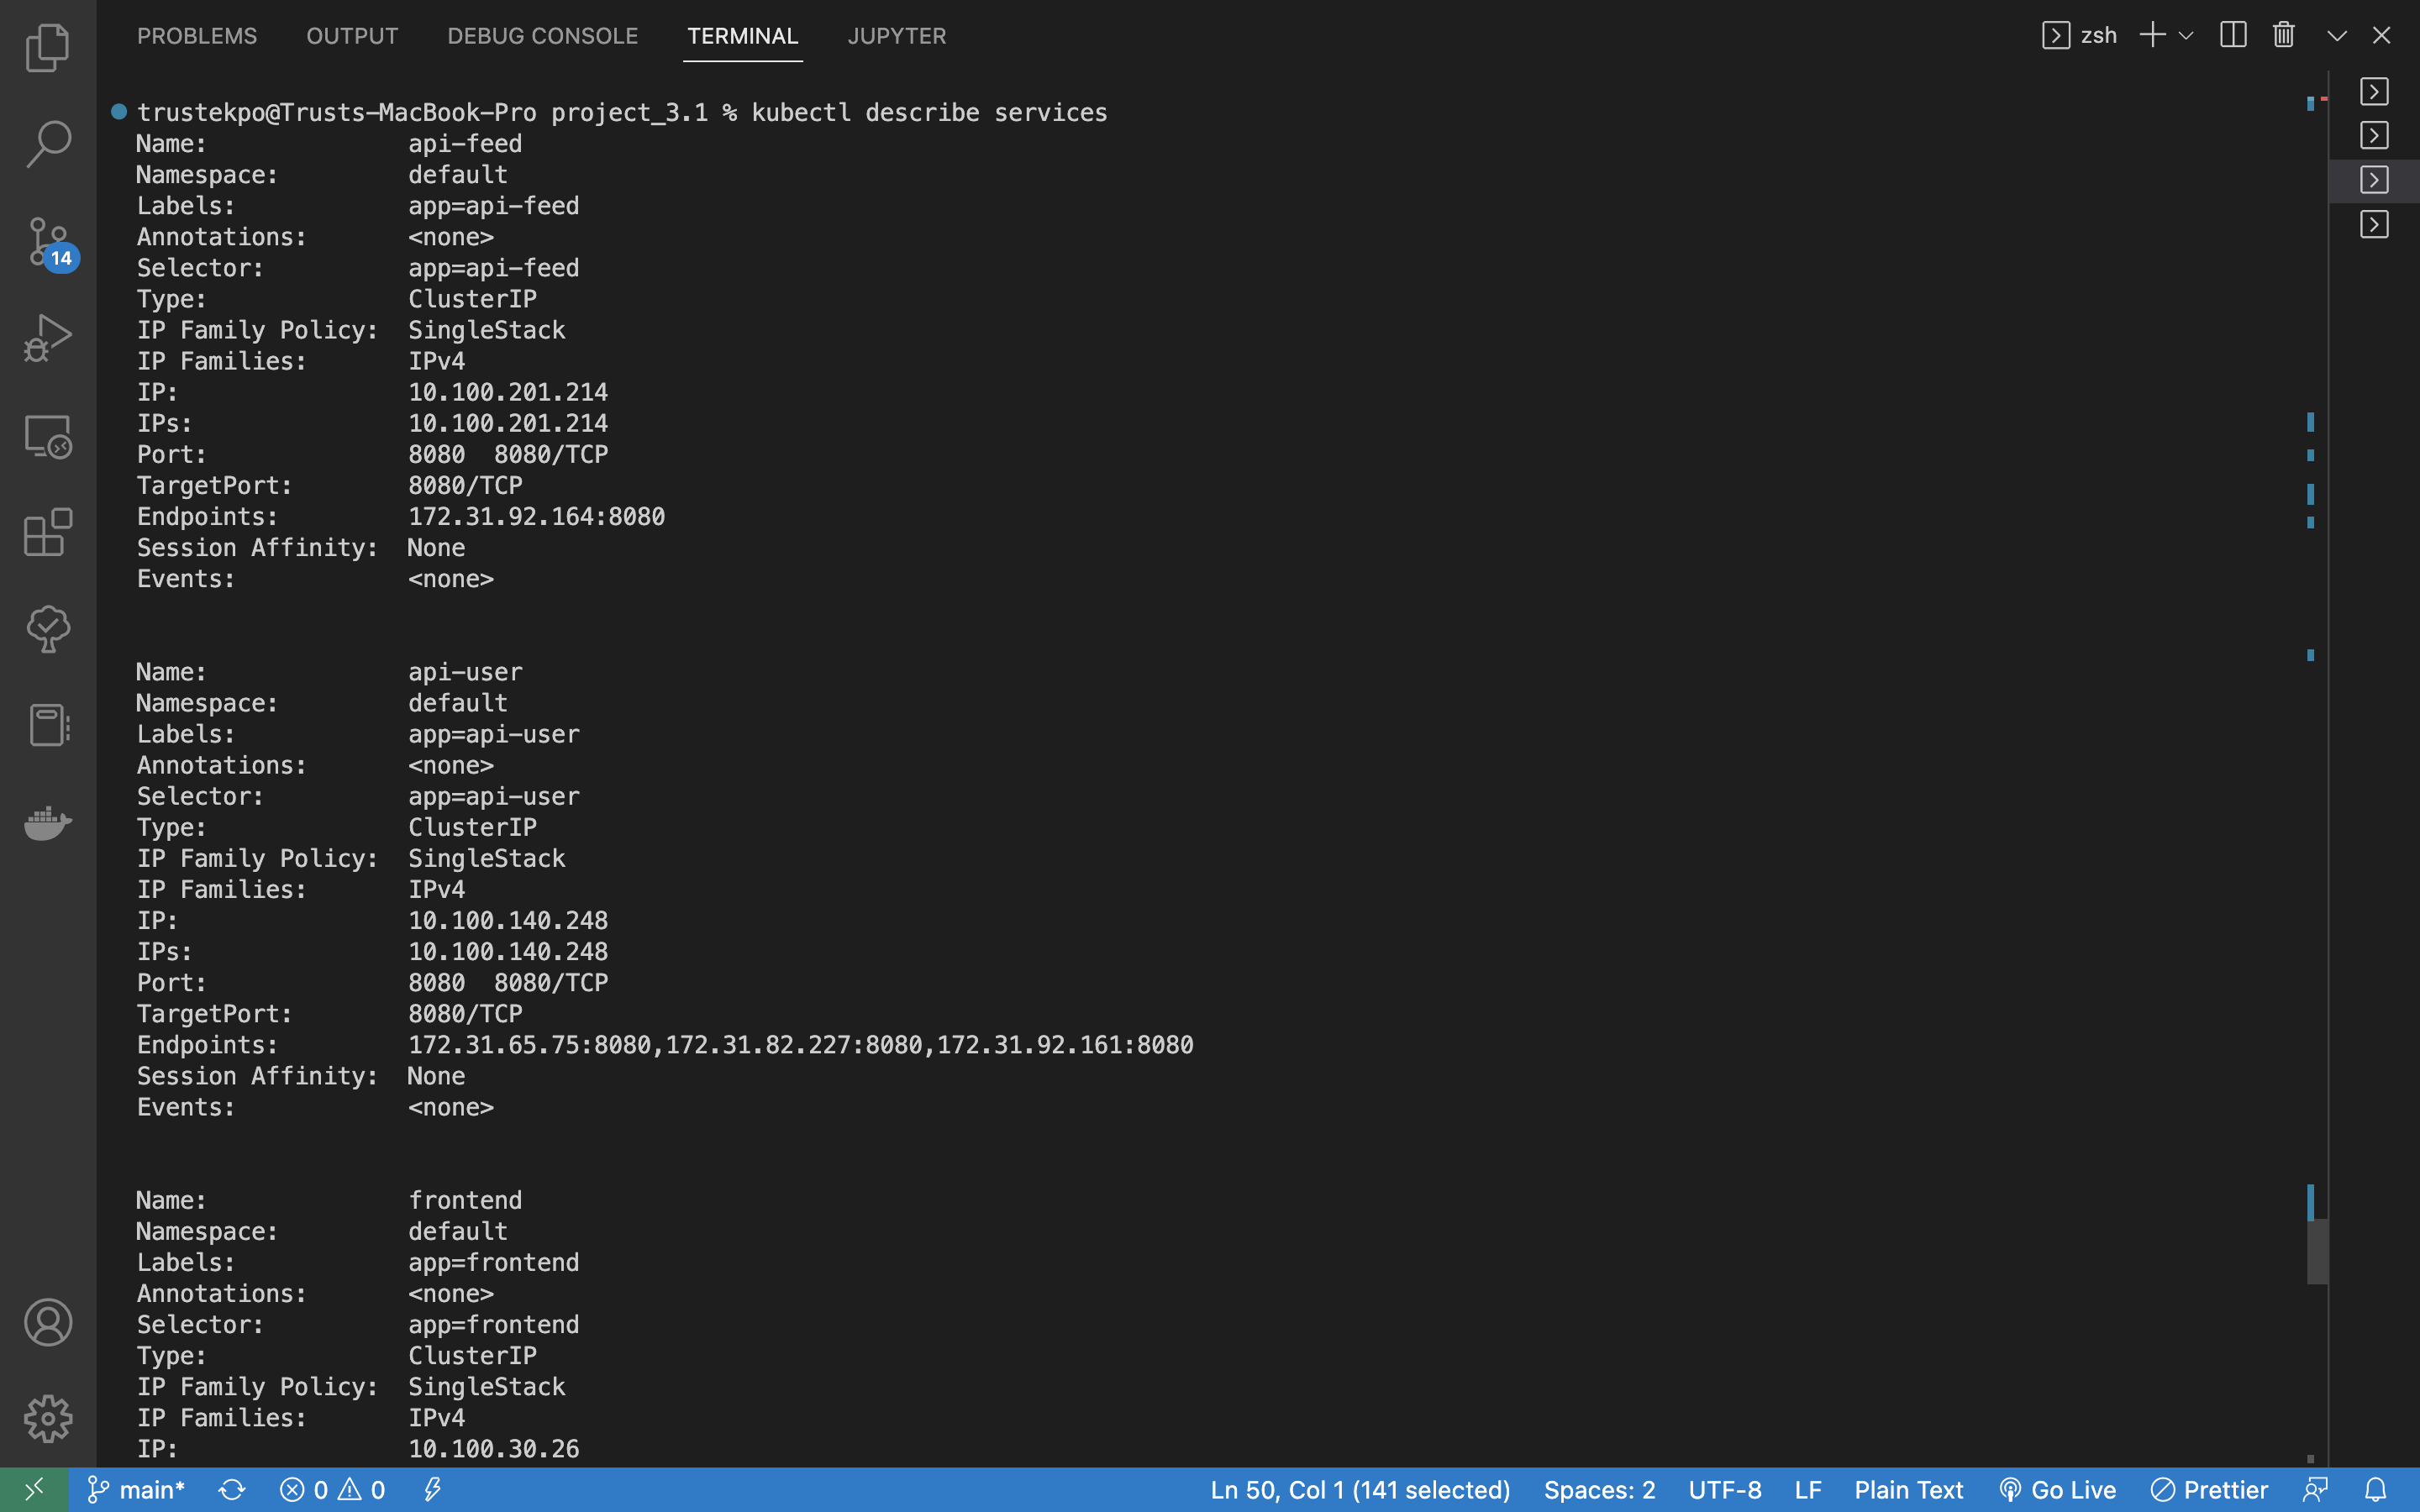 PROBLEMS OUTPUT DEBUG CONSOLE TERMINAL JUPYTER zsh
trustekpo@Trusts-MacBook-Pro project_3.1 % kubectl describe services
Name: api-feed
Namespace: default
Labels: app=api-feed
Annotations: <none>
Selector: app=api-feed
Type: ClusterIP
IP Family Policy: SingleStack
IP Families: IPv4
IP: 10.100.201.214
IPs: 10.100.201.214
Port: 8080 8080/TCP
TargetPort: 8080/TCP
Endpoints: 172.31.92.164:8080
Session Affinity: None
Events: <none>
Name: api-user
Namespace: default
Labels: app=api-user
Annotations: <none>
Selector: app=api-user
Type: ClusterIP
IP Family Policy: SingleStack
IP Families: IPv4
IP: 10.100.140.248
IPs: 10.100.140.248
Port: 8080 8080/TCP
TargetPort: 8080/TCP
Endpoints: 172.31.65.75:8080,172.31.82.227:8080,172.31.92.161:8080
Session Affinity: None
Events: <none>
Name: frontend
Namespace: default
Labels: app=frontend
Annotations: <none>
Selector: app=frontend
Type: ClusterIP
IP Family Policy: SingleStack
IP Families: IPv4
IP: 10.100.30.26
14
main* 0 0 Ln 50, Col 1 (141 selected) Spaces: 2 UTF-8 LF Plain Text Go Live Prettier